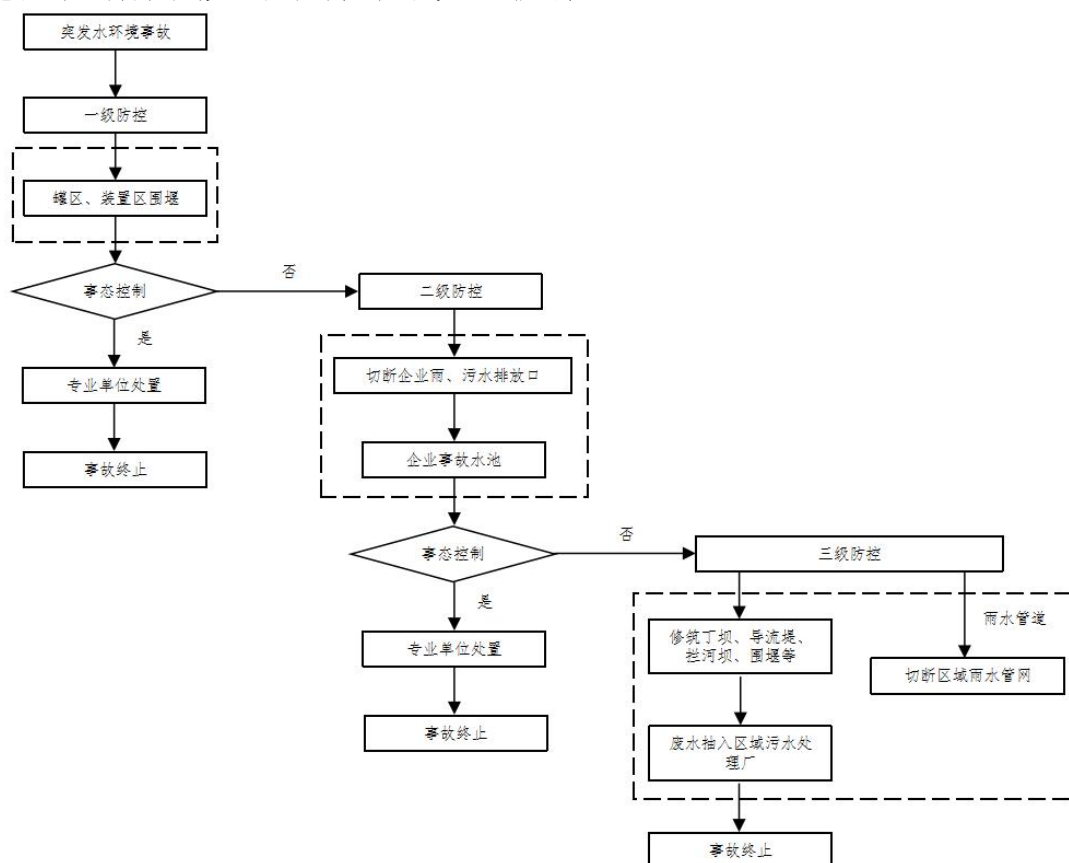 突发水环境事故
一级防控
罐区、装置区围堰
事态控制
否
二级防控
是
切断企业雨、污水排放口
专业单位处置
企业事故水池
事故终止
事态控制
否
三级防控
是
雨水管道
修筑丁坝、导流堤、
拦河坝、围堰等
专业单位处置
切断区域雨水管网
事故终止
废水抽入区域污水处
理厂
事故终止